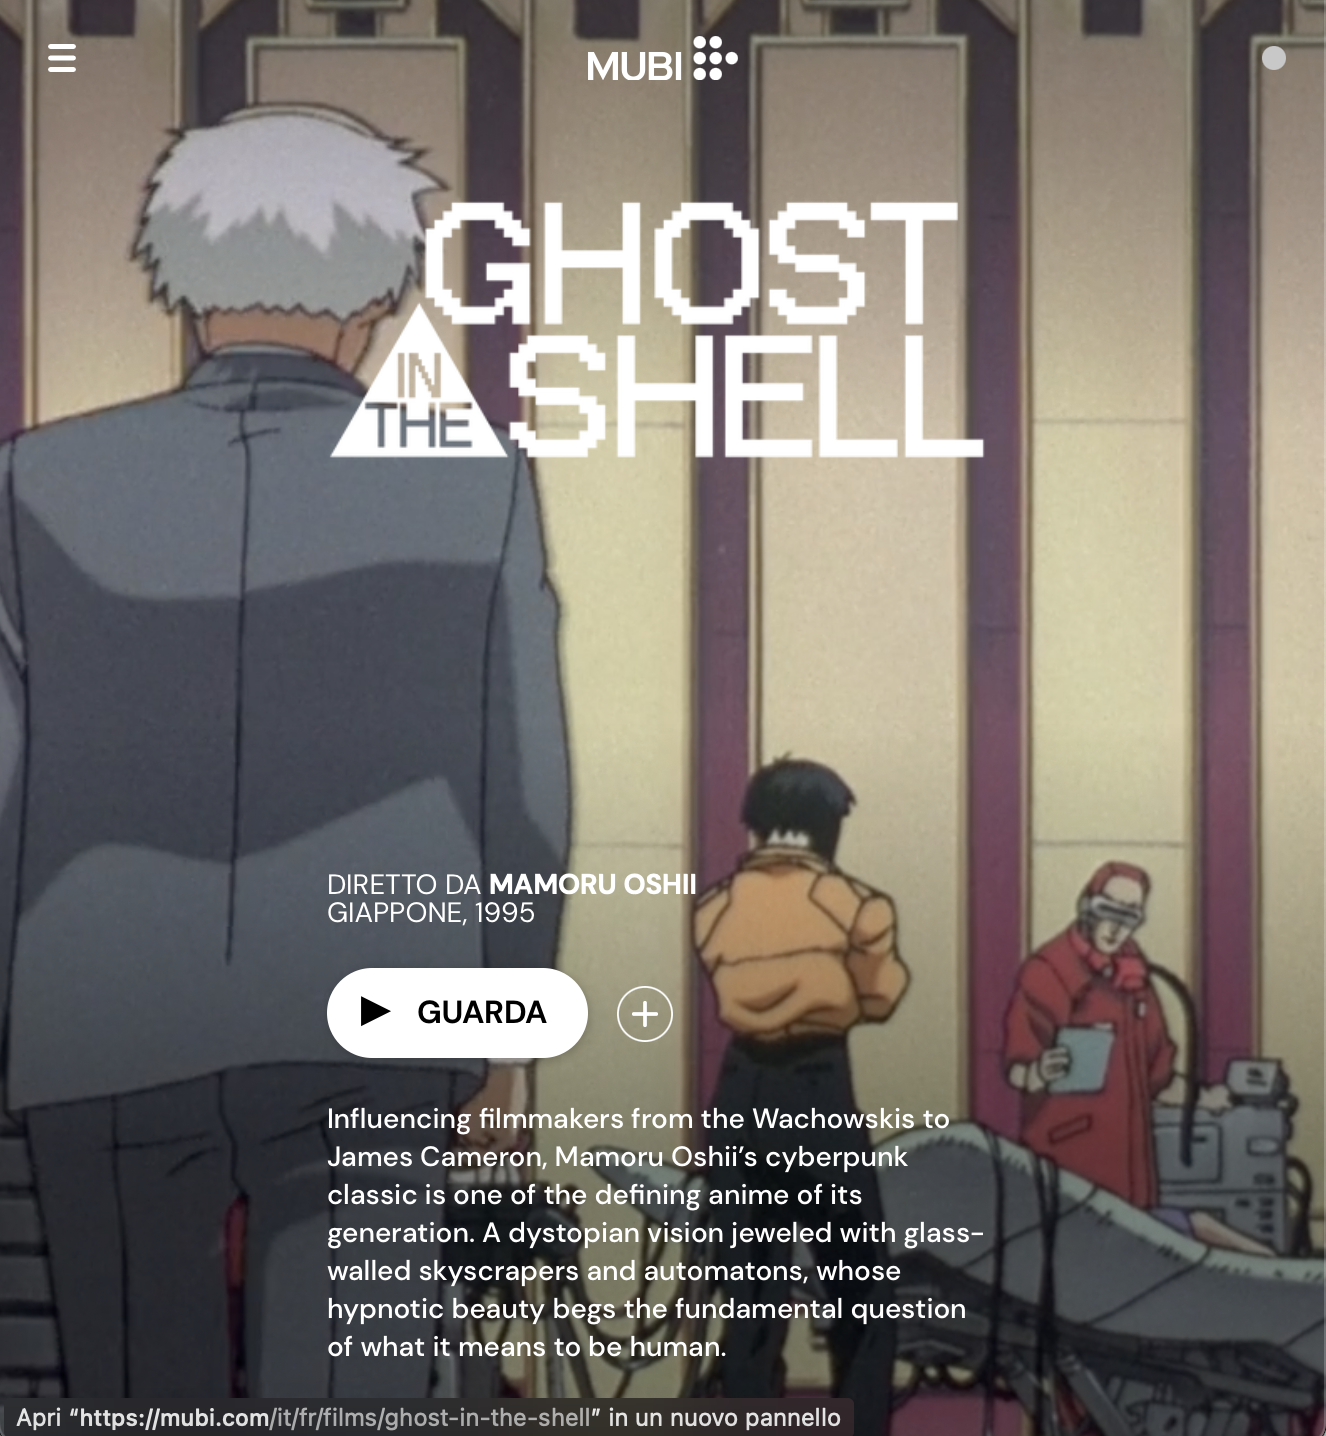 MUBI
GHOST
IN
THE
SHELL
DIRETTO DA MAMORU OSHII
GIAPPONE, 1995
GUARDA
Influencing filmmakers from the Wachowskis to
James Cameron, Mamoru Oshii’s cyberpunk
classic is one of the defining anime of its
generation. A dystopian vision jeweled with glass-
walled skyscrapers and automatons, whose
hypnotic beauty begs the fundamental question
of what it means to be human.
Apri “https://mubi.com/it/fr/films/ghost-in-the-shell” in un nuovo pannello